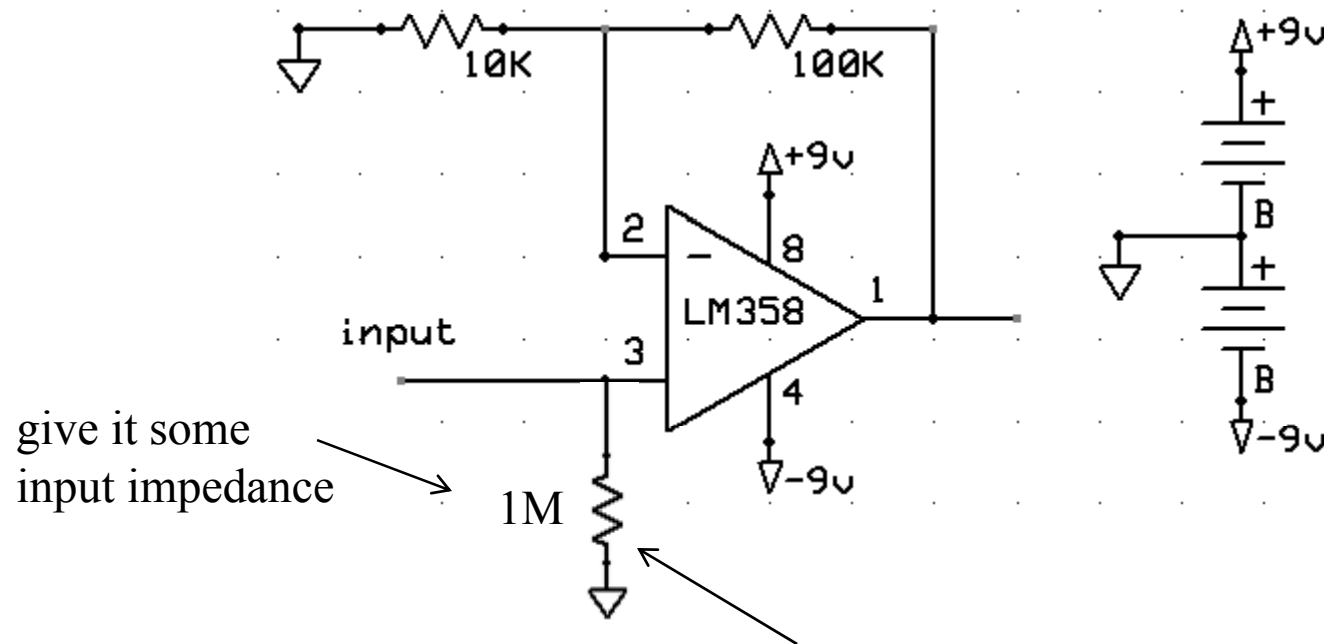 10K
100K
+9v
+
B
+
B
-9v
+9v
2
-
8
LM358
1
input
3
4
-9v
give it some
input impedance
1M